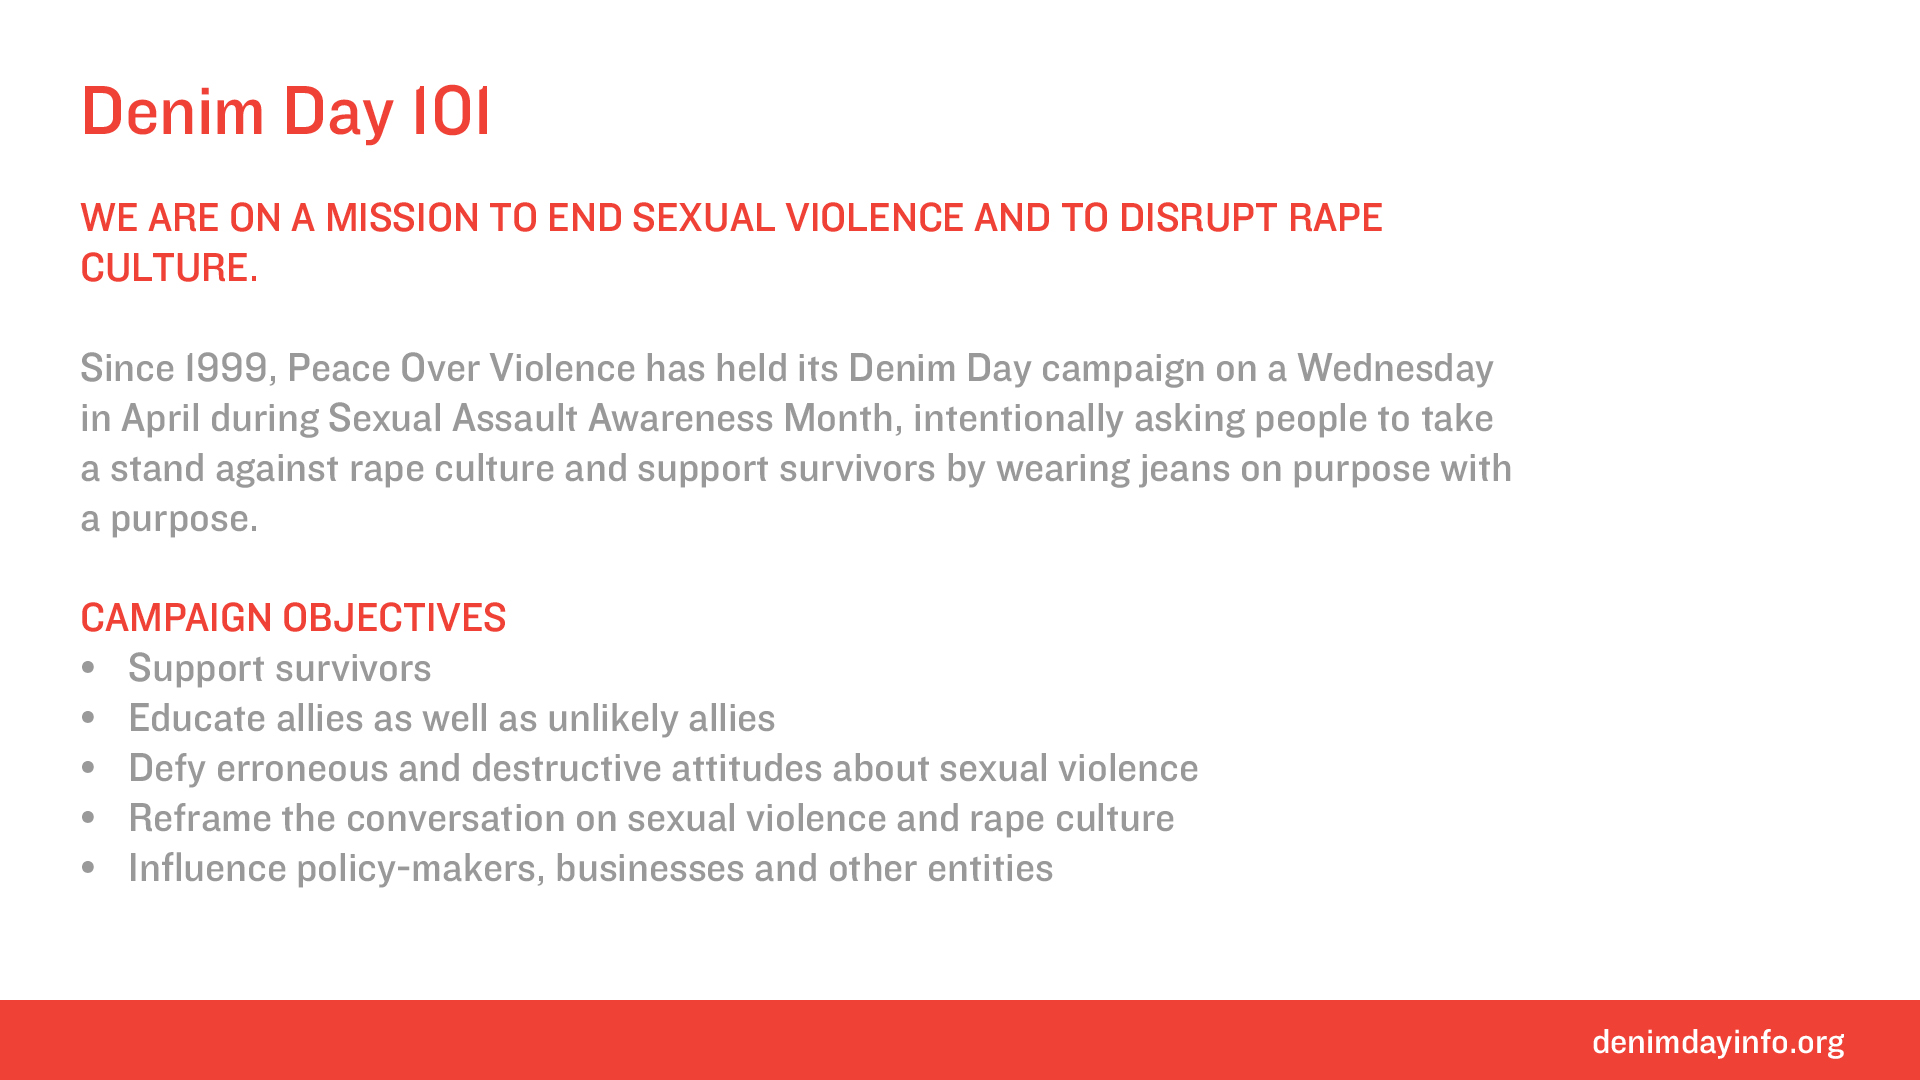 Denim Day 101
WE ARE ON A MISSION TO END SEXUAL VIOLENCE AND TO DISRUPT RAPE
CULTURE.
Since 1999, Peace Over Violence has held its Denim Day campaign on a Wednesday
in April during Sexual Assault Awareness Month, intentionally asking people to take
a stand against rape culture and support survivors by wearing jeans on purpose with
a purpose.
CAMPAIGN OBJECTIVES
• Support survivors
• Educate allies as well as unlikely allies
• Defy erroneous and destructive attitudes about sexual violence
• Reframe the conversation on sexual violence and rape culture
• Influence policy-makers, businesses and other entities
denimdayinfo.org